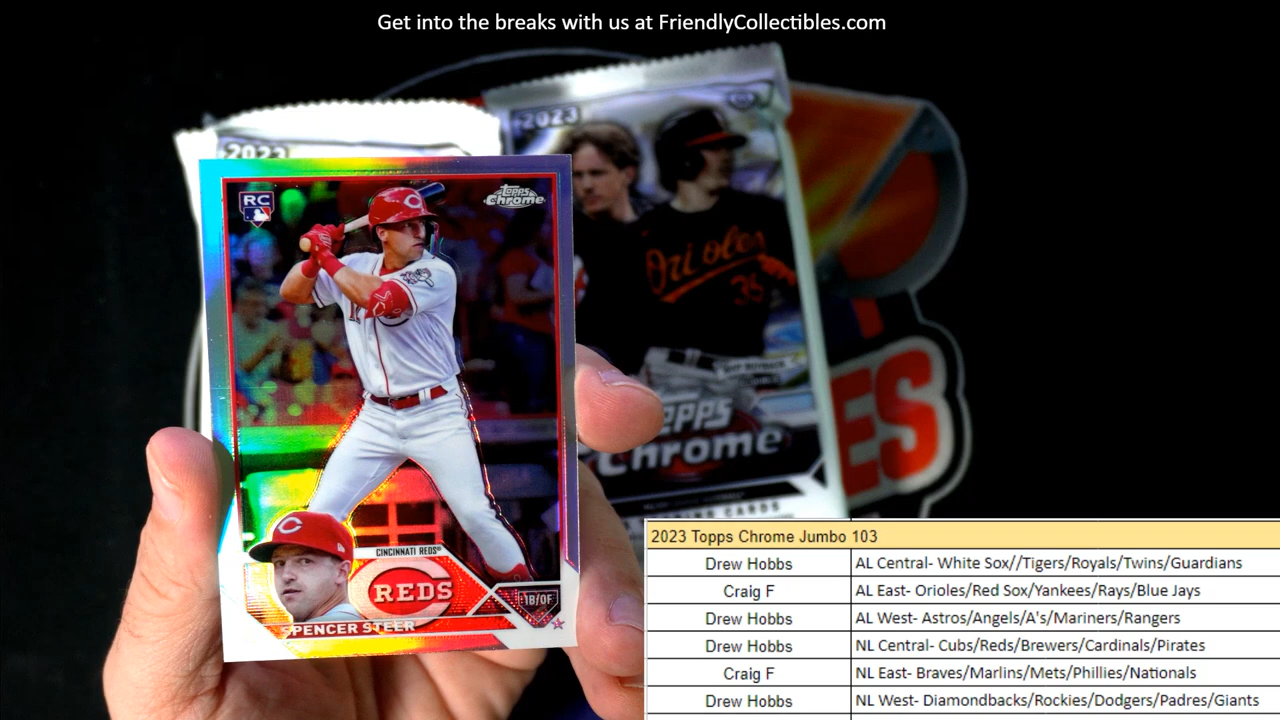 Get into the breaks with us at FriendlyCollectibles.com
2023
2023
RC
Topps
Chrome
Orioles
35
CINCINNATI REDS®
REDS
1B/OF
SPENCER STEER
Chrome
ES
2023 Topps Chrome Jumbo 103
Drew Hobbs AL Central- White Sox//Tigers/Royals/Twins/Guardians
Craig F AL East- Orioles/Red Sox/Yankees/Rays/Blue Jays
Drew Hobbs AL West- Astros/Angels/A's/Mariners/Rangers
Drew Hobbs NL Central- Cubs/Reds/Brewers/Cardinals/Pirates
Craig F NL East- Braves/Marlins/Mets/Phillies/Nationals
Drew Hobbs NL West- Diamondbacks/Rockies/Dodgers/Padres/Giants